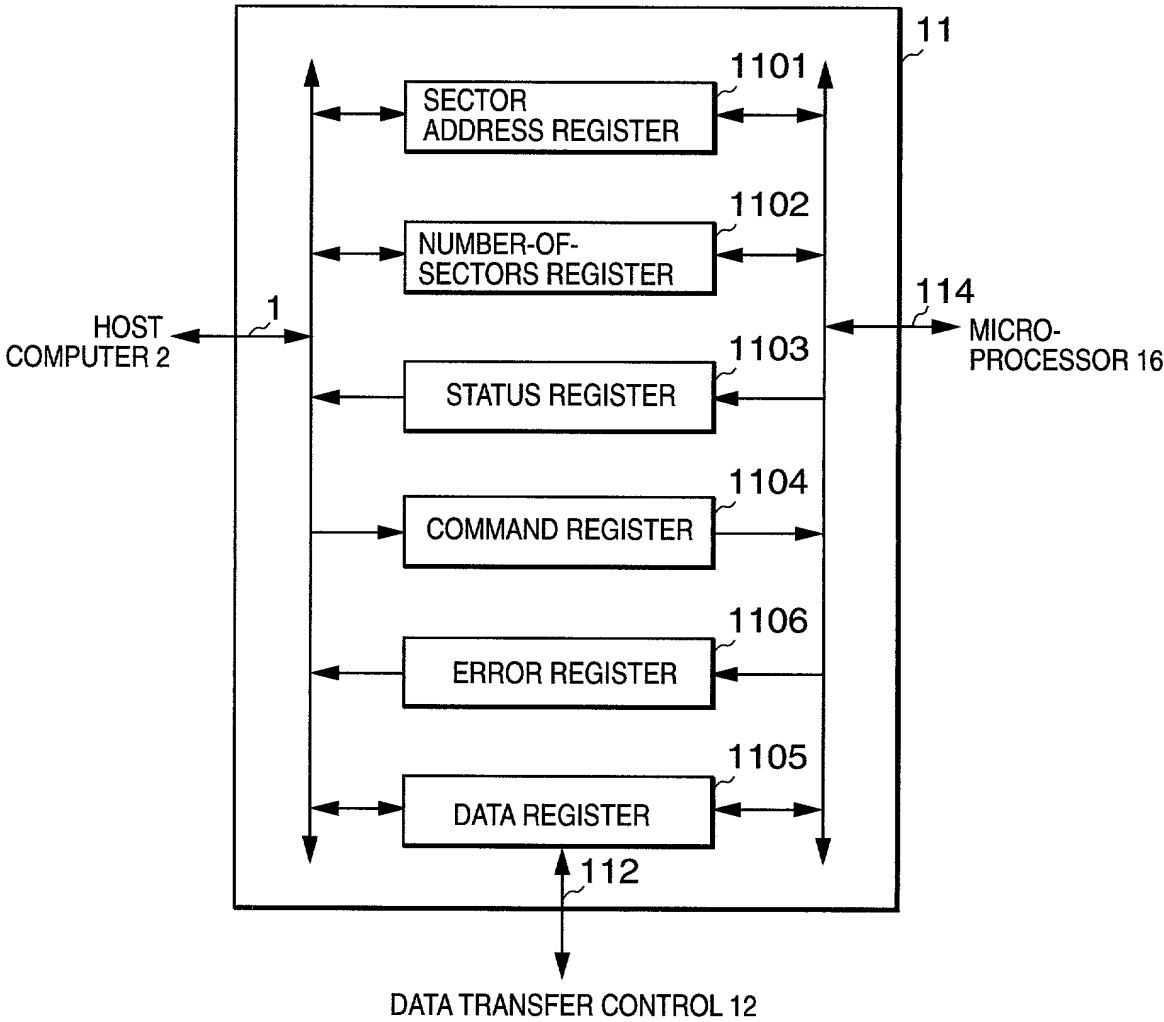 11
1101
SECTOR
ADDRESS REGISTER
1102
NUMBER-OF-
SECTORS REGISTER
1
HOST
COMPUTER 2
114
MICRO-
PROCESSOR 16
1103
STATUS REGISTER
1104
COMMAND REGISTER
1106
ERROR REGISTER
1105
DATA REGISTER
112
DATA TRANSFER CONTROL 12